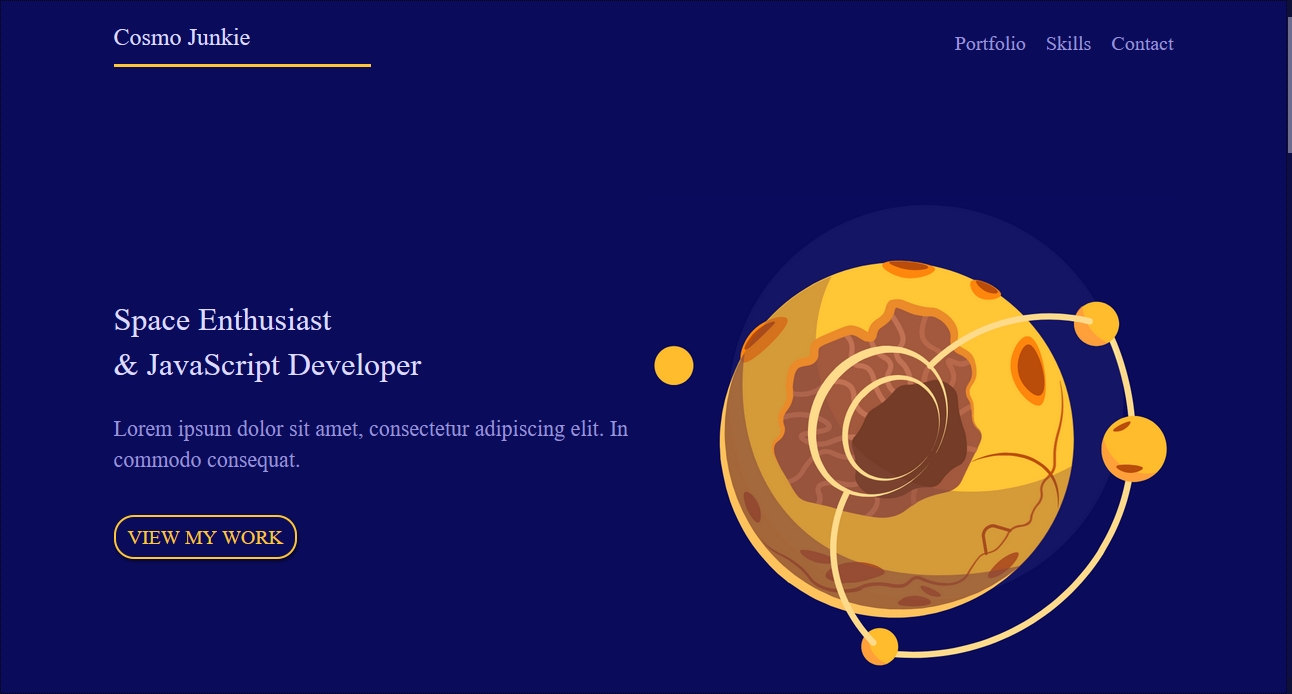 Cosmo Junkie
Portfolio Skills Contact
Space Enthusiast
& JavaScript Developer
Lorem ipsum dolor sit amet, consectetur adipiscing elit. In
commodo consequat.
VIEW MY WORK